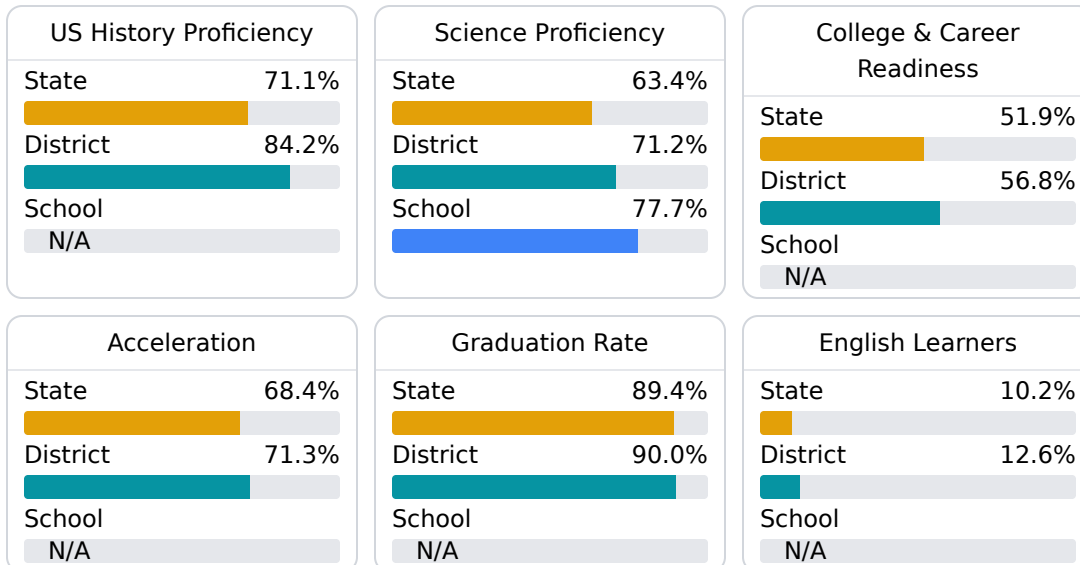 US History Proficiency
State 71.1%
District 84.2%
School
N/A
Science Proficiency
State 63.4%
District 71.2%
School 77.7%
College & Career
Readiness
State 51.9%
District 56.8%
School
N/A
Acceleration
State 68.4%
District 71.3%
School
N/A
Graduation Rate
State 89.4%
District 90.0%
School
N/A
English Learners
State 10.2%
District 12.6%
School
N/A